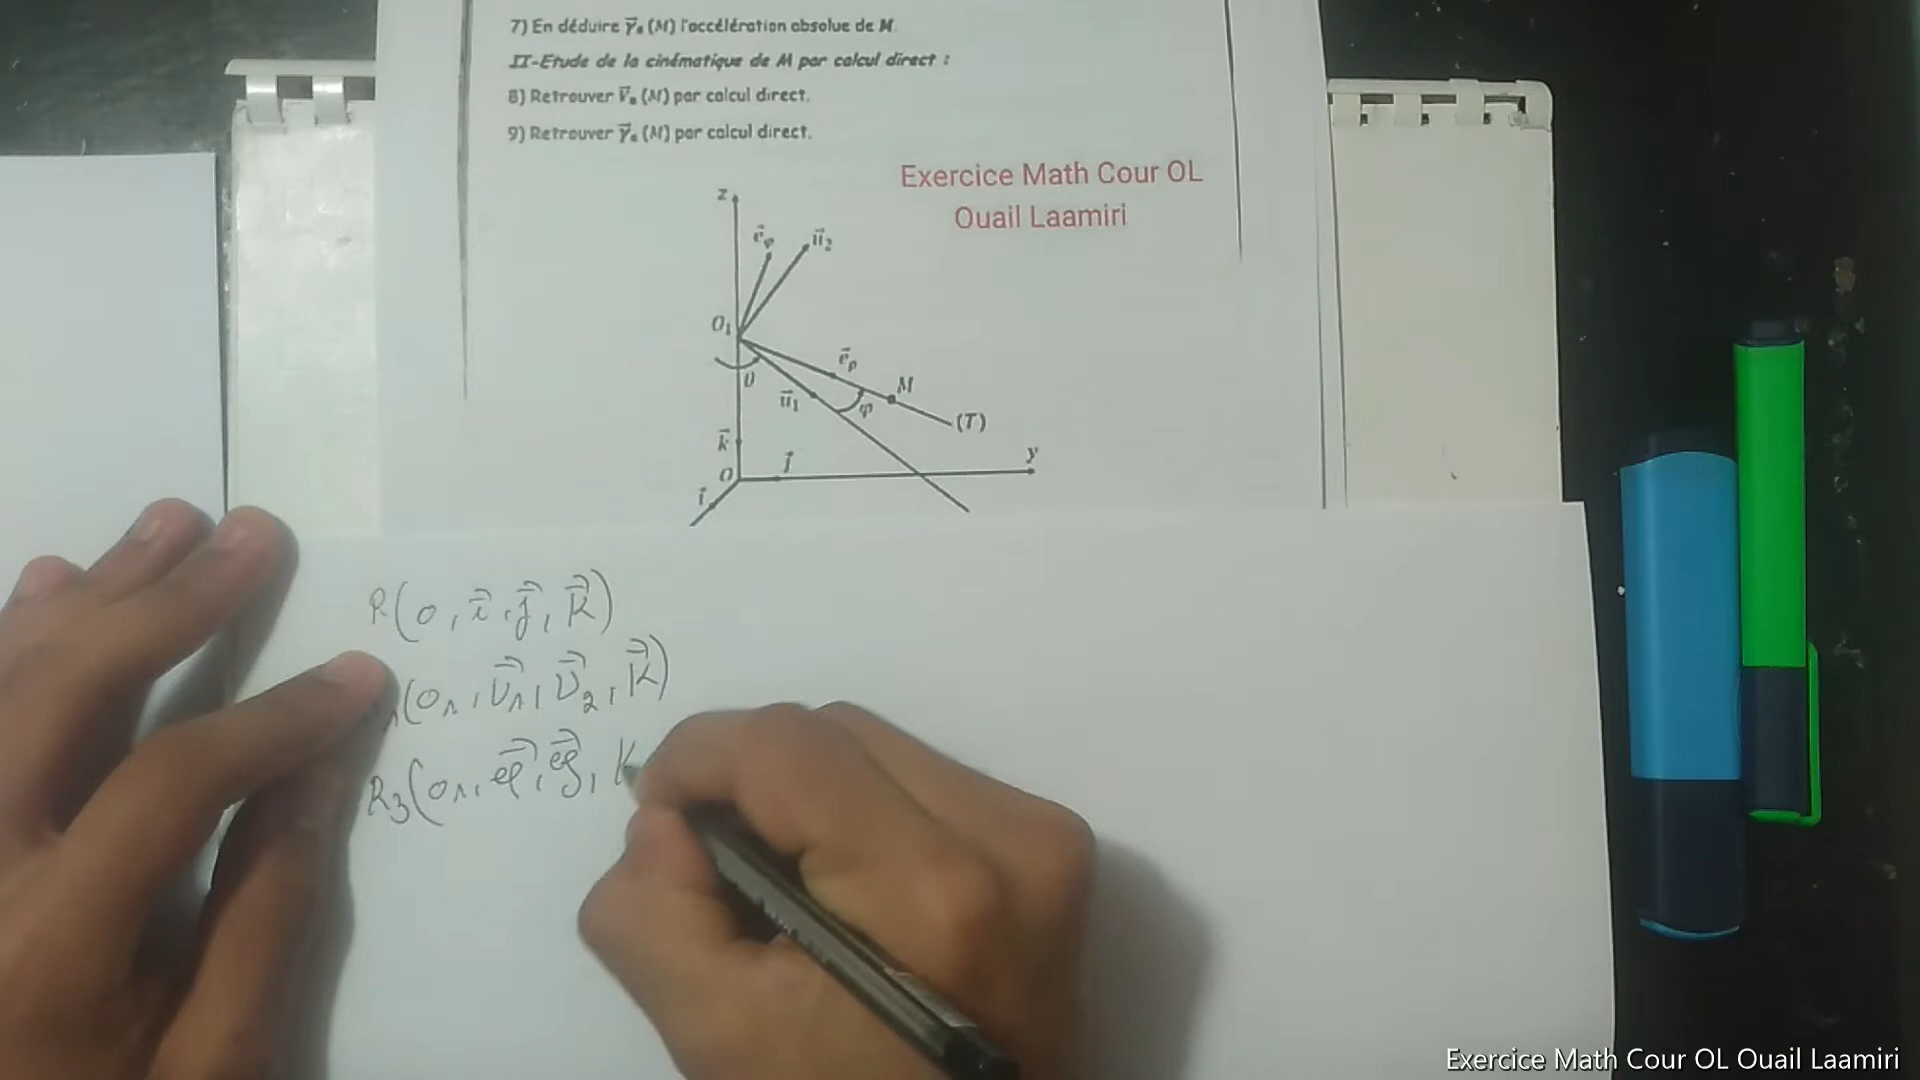 7) En déduire γ⃗ₐ (M) l'accélération absolue de M.
II-Etude de la cinématique de M par calcul direct :
8) Retrouver V⃗ₐ (M) par calcul direct.
9) Retrouver γ⃗ₐ (M) par calcul direct.
Exercice Math Cour OL
Ouail Laamiri
z
e⃗φ
u⃗₂
O₁
e⃗ρ
M
θ
u⃗₁
φ
(T)
k⃗
j⃗
y
O
i⃗
R(O, i⃗, j⃗, k⃗)
(O₁, U⃗₁, U⃗₂, K⃗)
R₃(O₁, e⃗φ, e⃗ρ, K
Exercice Math Cour OL Ouail Laamiri